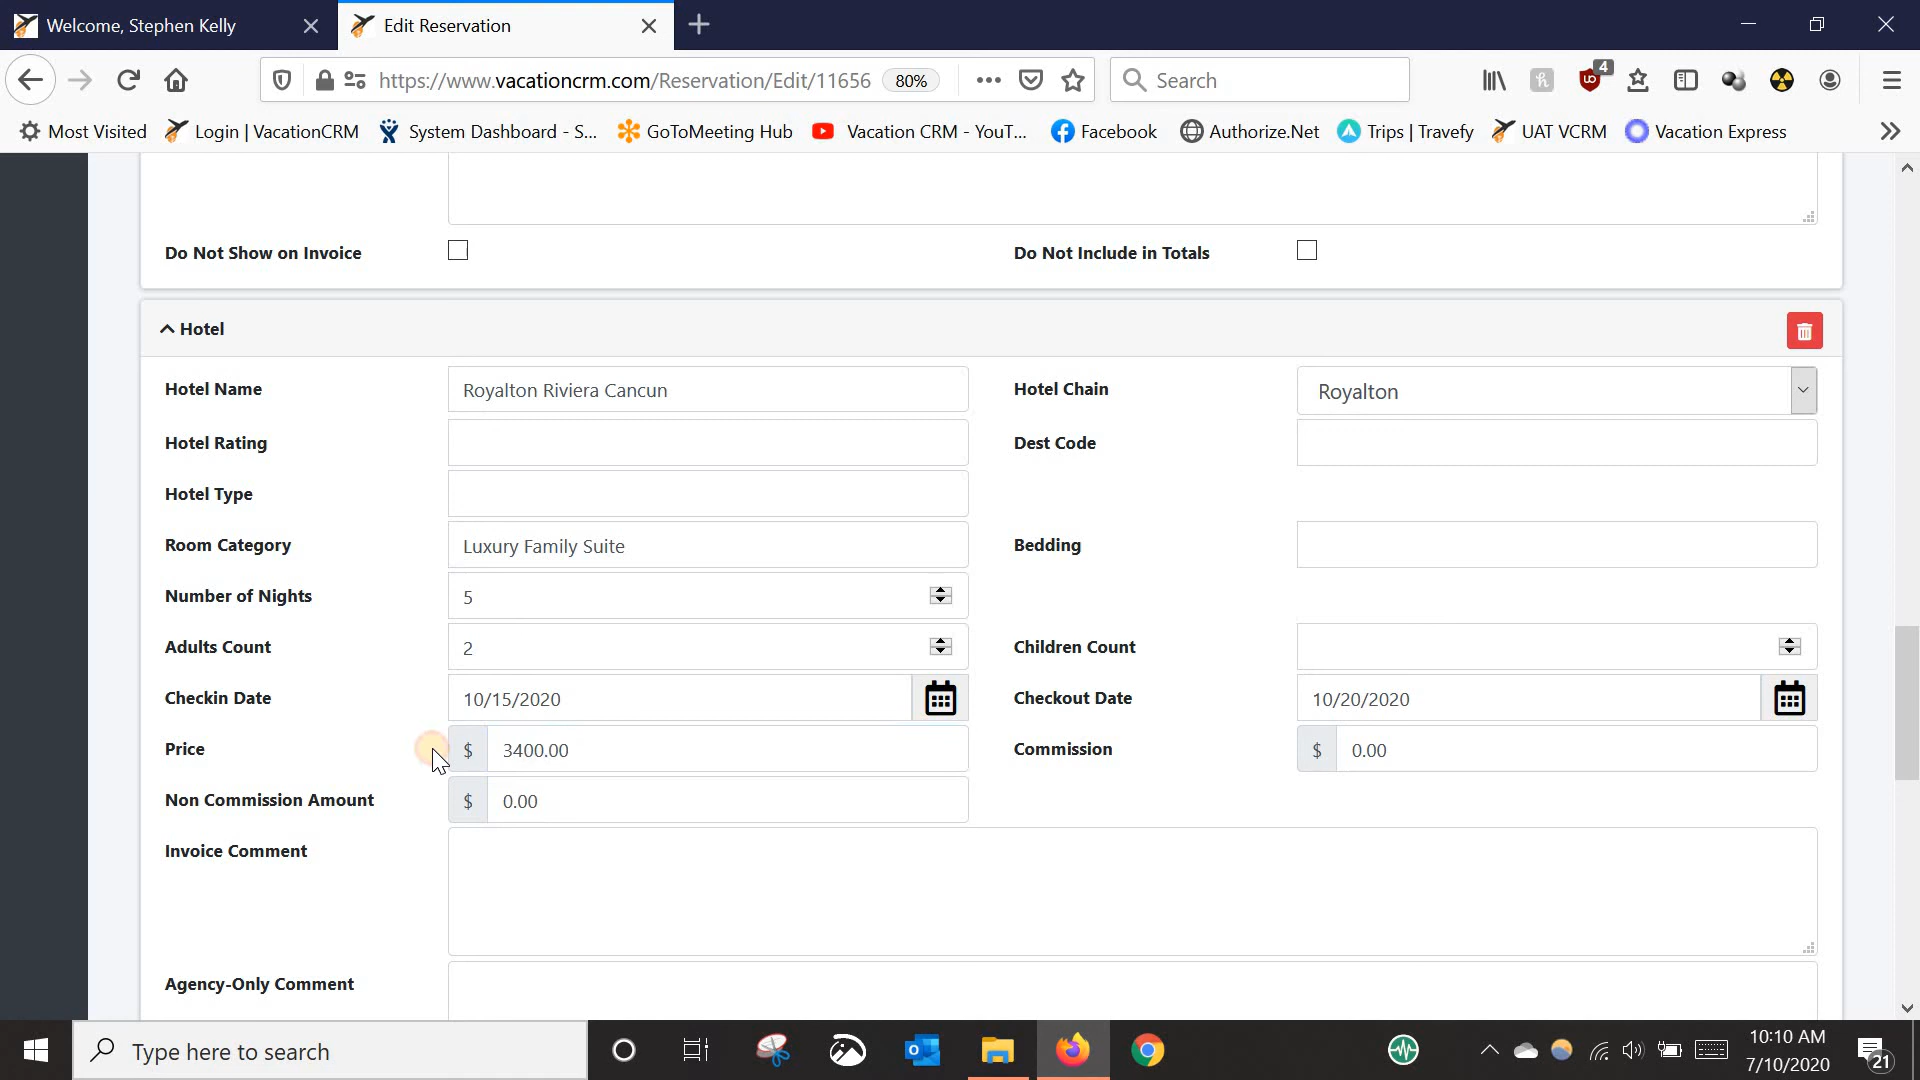 Welcome, Stephen Kelly
Edit Reservation
https://www.vacationcrm.com/Reservation/Edit/11656
80%
Search
4
Most Visited
Login | VacationCRM
System Dashboard - S...
GoToMeeting Hub
Vacation CRM - YouT...
Facebook
Authorize.Net
Trips | Travefy
UAT VCRM
Vacation Express
Do Not Show on Invoice
Do Not Include in Totals
Hotel
Hotel Name
Royalton Riviera Cancun
Hotel Chain
Royalton
Hotel Rating
Dest Code
Hotel Type
Room Category
Luxury Family Suite
Bedding
Number of Nights
5
Adults Count
2
Children Count
Checkin Date
10/15/2020
Checkout Date
10/20/2020
Price
$ 3400.00
Commission
$ 0.00
Non Commission Amount
$ 0.00
Invoice Comment
Agency-Only Comment
Type here to search
10:10 AM
7/10/2020
21